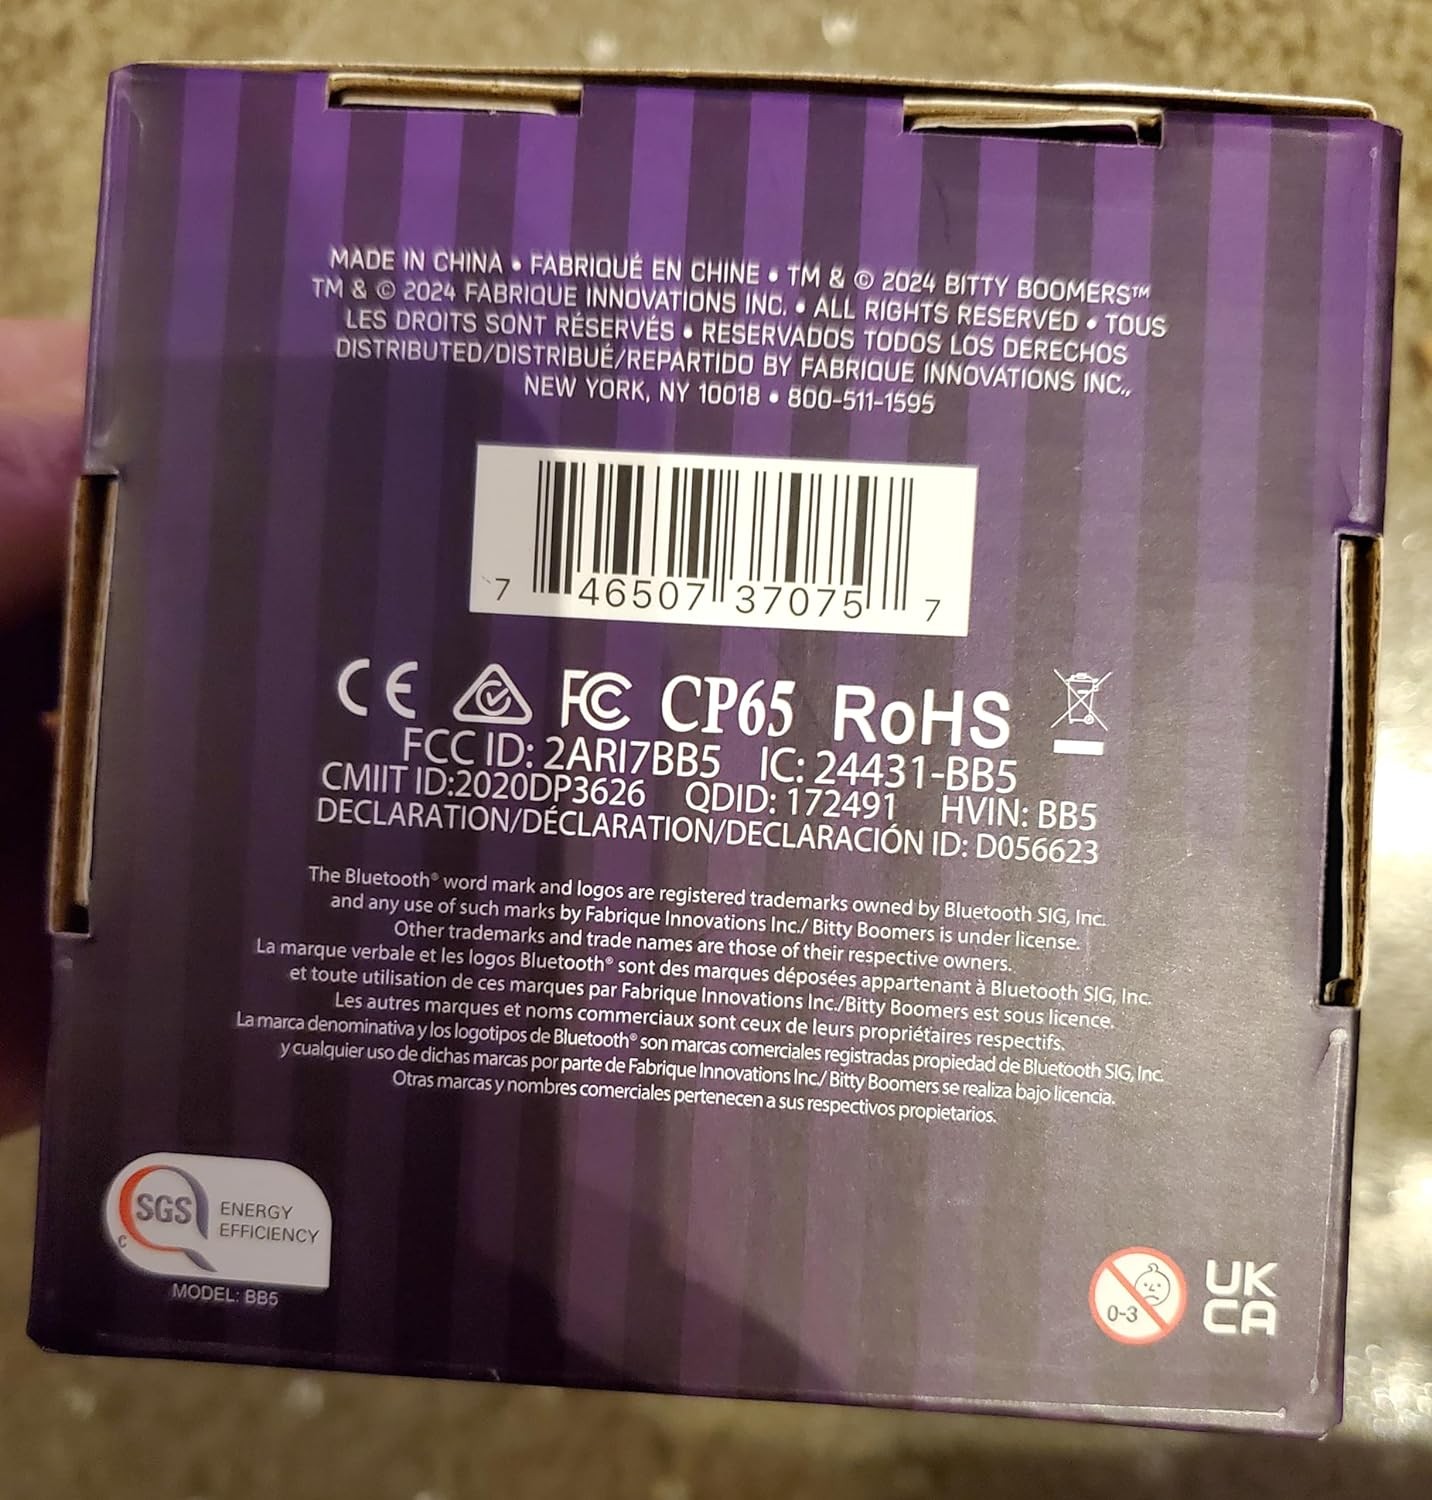 MADE IN CHINA • FABRIQUÉ EN CHINE • TM & © 2024 BITTY BOOMERS™
TM & © 2024 FABRIQUE INNOVATIONS INC. • ALL RIGHTS RESERVED • TOUS
LES DROITS SONT RÉSERVÉS • RESERVADOS TODOS LOS DERECHOS
DISTRIBUTED/DISTRIBUÉ/REPARTIDO BY FABRIQUE INNOVATIONS INC.,
NEW YORK, NY 10018 • 800-511-1595
7 46507 37075 7
CE FC CP65 RoHS
FCC ID: 2ARI7BB5 IC: 24431-BB5
CMIIT ID:2020DP3626 QDID: 172491 HVIN: BB5
DECLARATION/DÉCLARATION/DECLARACIÓN ID: D056623
The Bluetooth® word mark and logos are registered trademarks owned by Bluetooth SIG, Inc.
and any use of such marks by Fabrique Innovations Inc./ Bitty Boomers is under license.
Other trademarks and trade names are those of their respective owners.
La marque verbale et les logos Bluetooth® sont des marques déposées appartenant à Bluetooth SIG, Inc.
et toute utilisation de ces marques par Fabrique Innovations Inc./Bitty Boomers est sous licence.
Les autres marques et noms commerciaux sont ceux de leurs propriétaires respectifs.
La marca denominativa y los logotipos de Bluetooth® son marcas comerciales registradas propiedad de Bluetooth SIG, Inc.
y cualquier uso de dichas marcas por parte de Fabrique Innovations Inc./ Bitty Boomers se realiza bajo licencia.
Otras marcas y nombres comerciales pertenecen a sus respectivos propietarios.
SGS
C
ENERGY
EFFICIENCY
MODEL: BB5
0-3
UK
CA